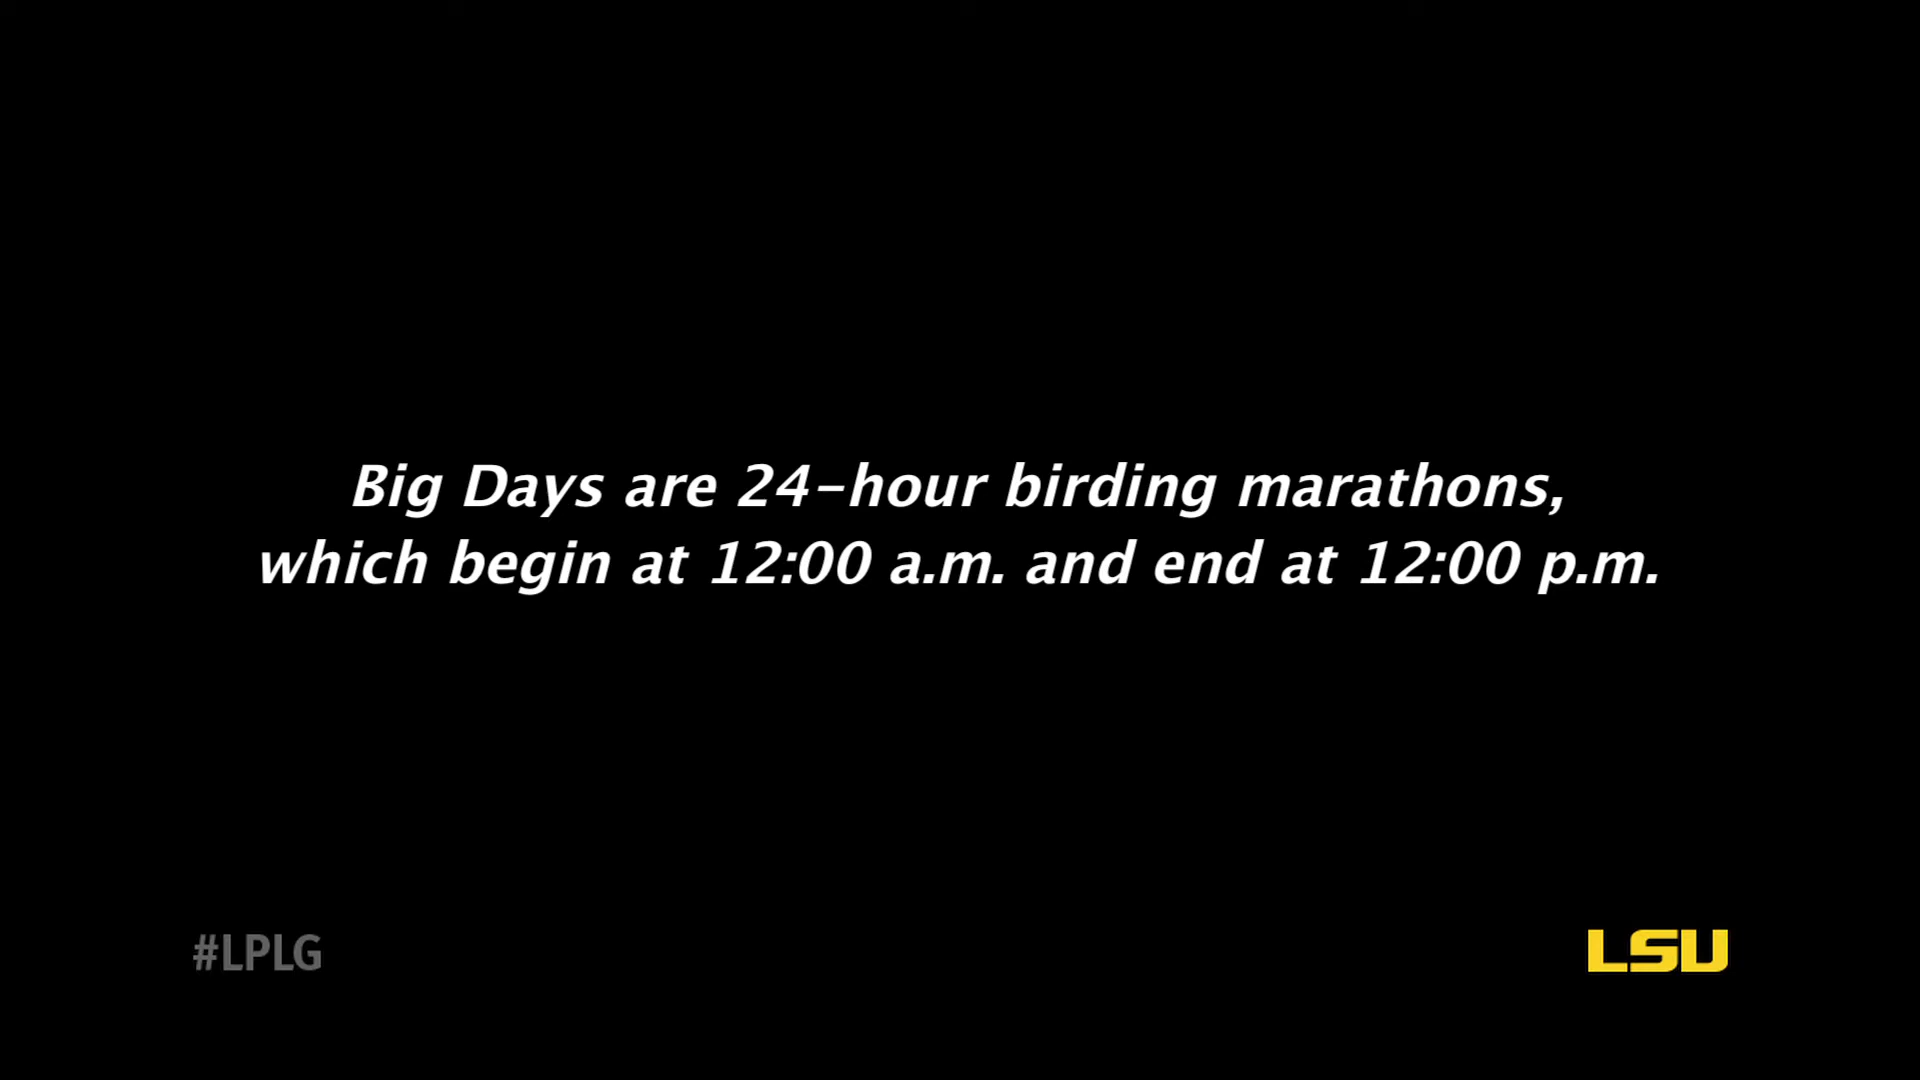 Big Days are 24-hour birding marathons,
which begin at 12:00 a.m. and end at 12:00 p.m.
#LPLG
LSU